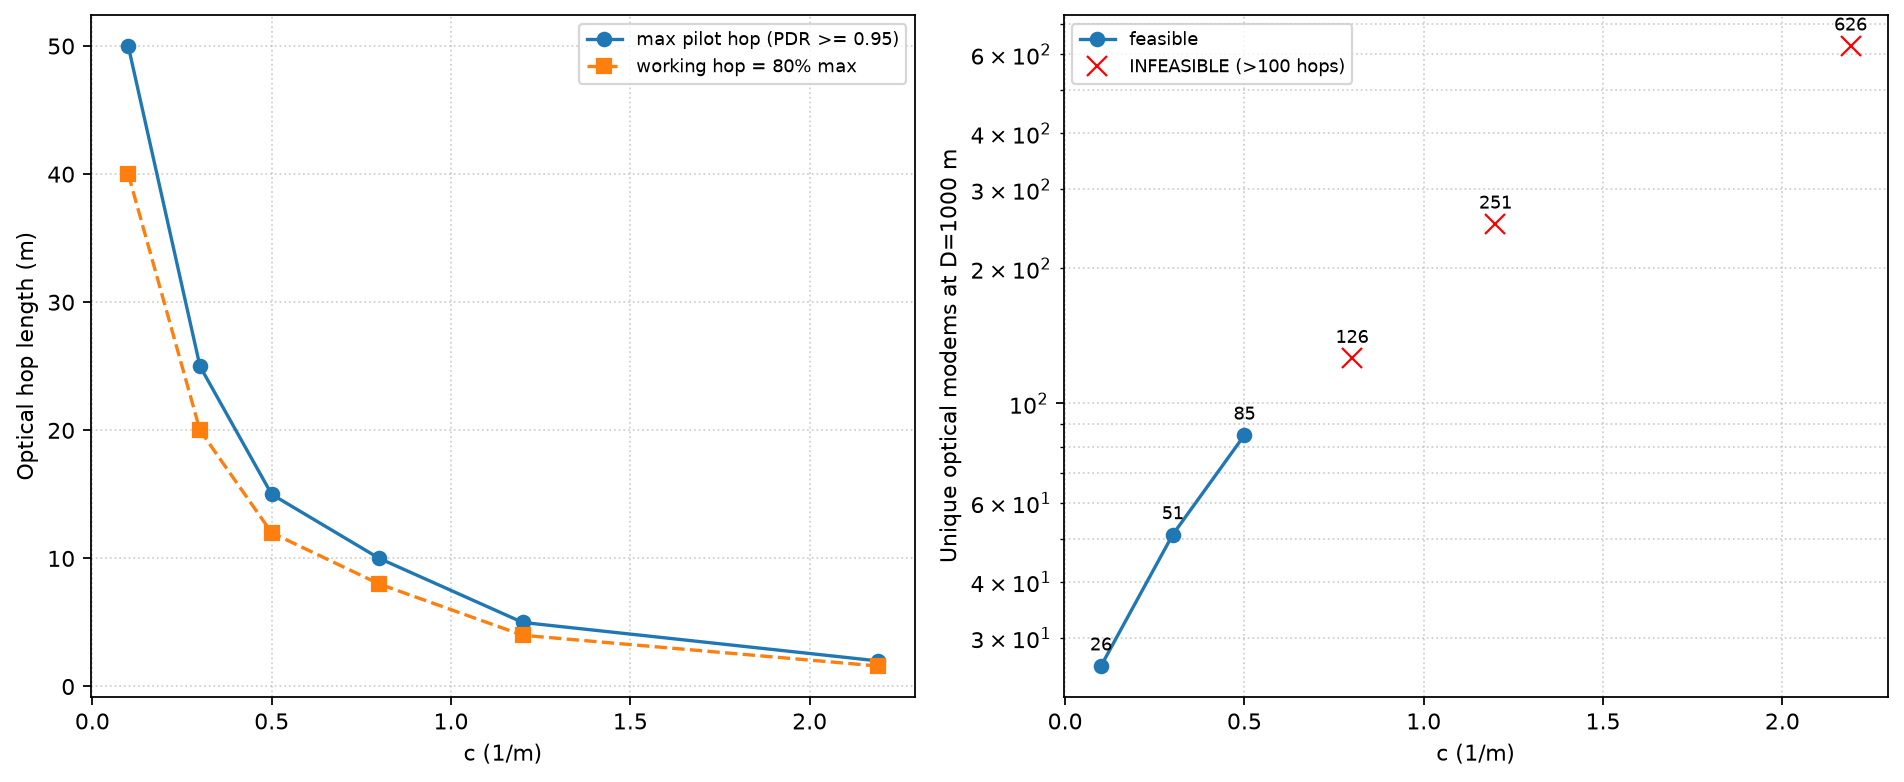 50
40
30
20
10
0
0.0 0.5 1.0 1.5 2.0
c (1/m)
Optical hop length (m)
max pilot hop (PDR >= 0.95)
working hop = 80% max
6 × 10²
4 × 10²
3 × 10²
2 × 10²
10²
6 × 10¹
4 × 10¹
3 × 10¹
0.0 0.5 1.0 1.5 2.0
c (1/m)
Unique optical modems at D=1000 m
feasible
INFEASIBLE (>100 hops)
626
251
126
85
51
26